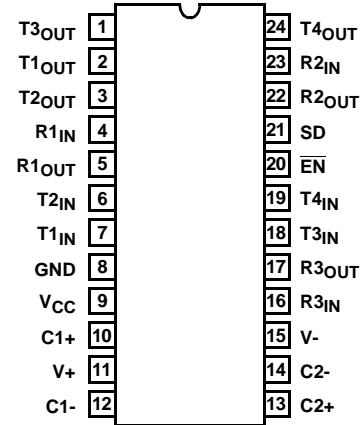 T3OUT 1 24 T4OUT
T1OUT 2 23 R2IN
T2OUT 3 22 R2OUT
R1IN 4 21 SD
R1OUT 5 20 E̅N̅
T2IN 6 19 T4IN
T1IN 7 18 T3IN
GND 8 17 R3OUT
VCC 9 16 R3IN
C1+ 10 15 V-
V+ 11 14 C2-
C1- 12 13 C2+